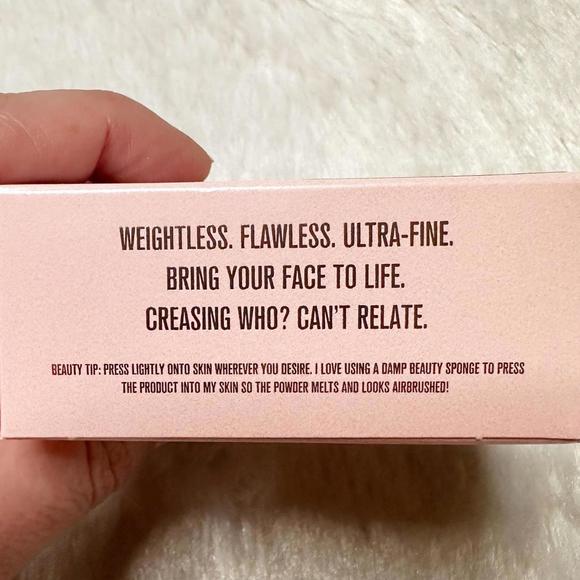 WEIGHTLESS. FLAWLESS. ULTRA-FINE.
BRING YOUR FACE TO LIFE.
CREASING WHO? CAN'T RELATE.
BEAUTY TIP: PRESS LIGHTLY ONTO SKIN WHEREVER YOU DESIRE. I LOVE USING A DAMP BEAUTY SPONGE TO PRESS
THE PRODUCT INTO MY SKIN SO THE POWDER MELTS AND LOOKS AIRBRUSHED!